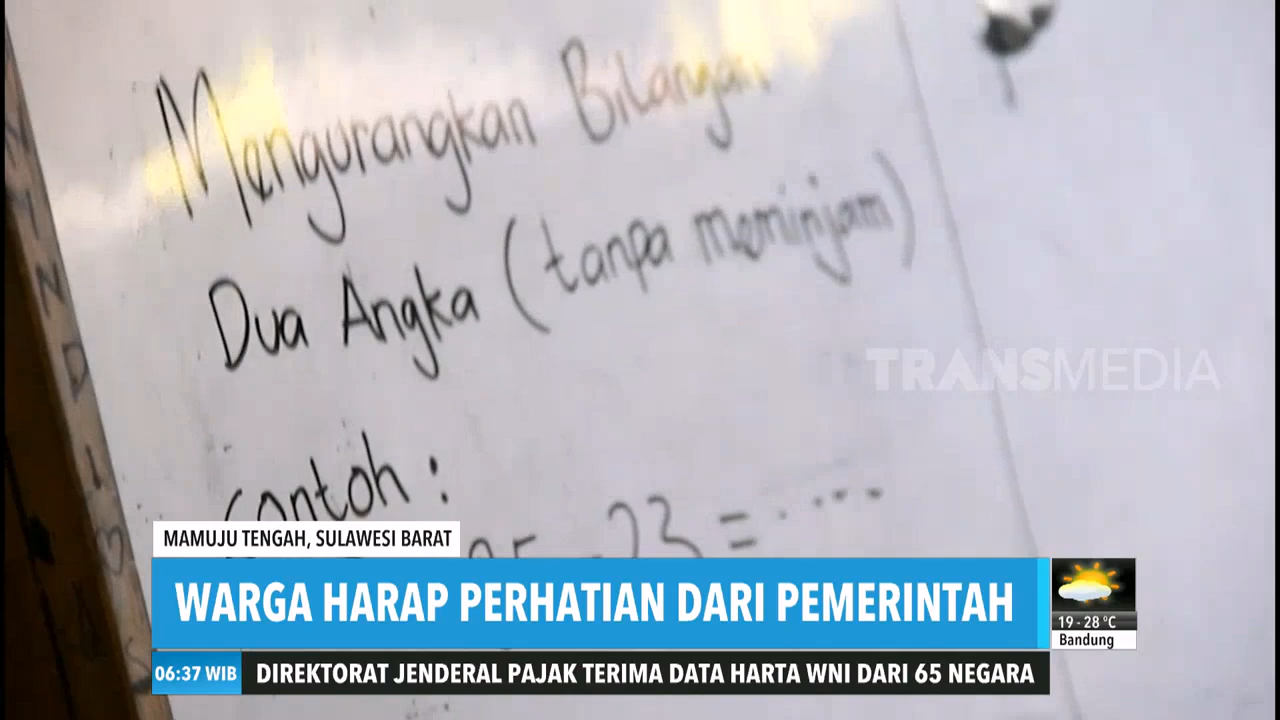 Mengurangkan Bilangan
Dua Angka (tanpa meminjam)
Contoh :
- 23 = .......
TRANSMEDIA
MAMUJU TENGAH, SULAWESI BARAT
WARGA HARAP PERHATIAN DARI PEMERINTAH
19 - 28 °C
Bandung
06:37 WIB
DIREKTORAT JENDERAL PAJAK TERIMA DATA HARTA WNI DARI 65 NEGARA